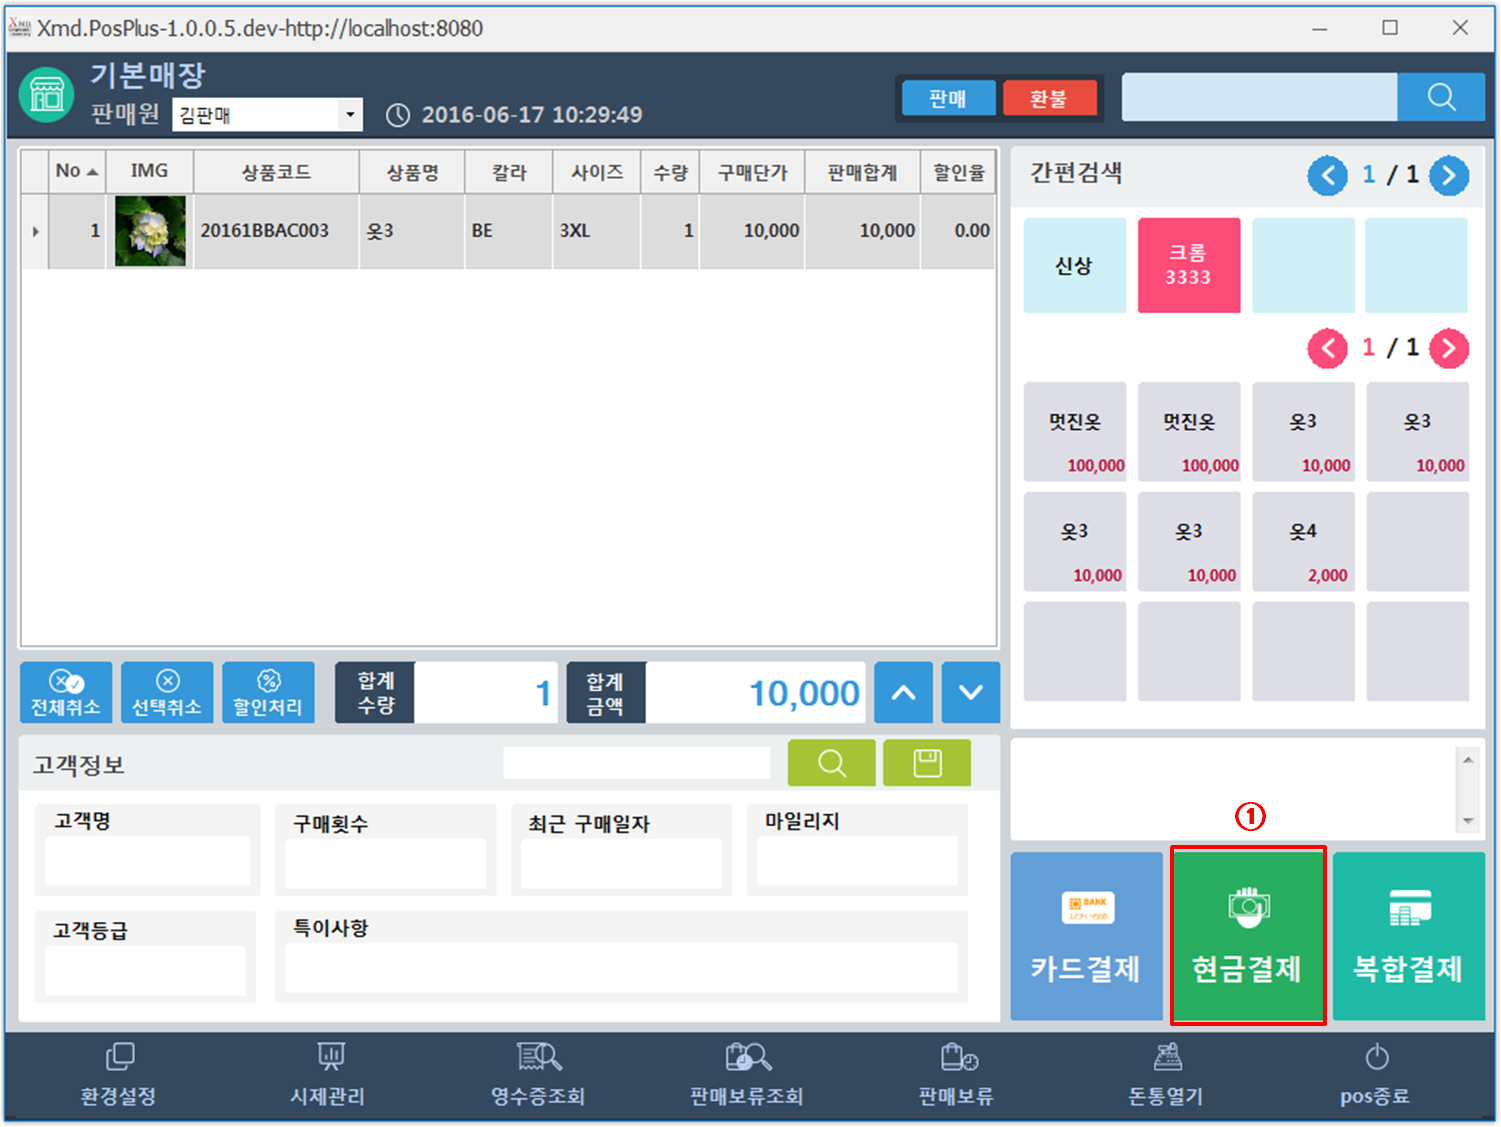 Xmd.PosPlus-1.0.0.5.dev-http://localhost:8080
기본매장
판매원 김판매 2016-06-17 10:29:49
판매 환불
No IMG 상품코드 상품명 칼라 사이즈 수량 구매단가 판매합계 할인율
1 20161BBAC003 옷3 BE 3XL 1 10,000 10,000 0.00
간편검색 1 / 1
신상 크롬
3333
1 / 1
멋진옷 멋진옷 옷3 옷3
100,000 100,000 10,000 10,000
옷3 옷3 옷4
10,000 10,000 2,000
전체취소 선택취소 할인처리
합계
수량
1
합계
금액
10,000
고객정보
고객명 구매횟수 최근 구매일자 마일리지
고객등급 특이사항
①
BANK
카드결제 현금결제 복합결제
환경설정 시제관리 영수증조회 판매보류조회 판매보류 돈통열기 pos종료